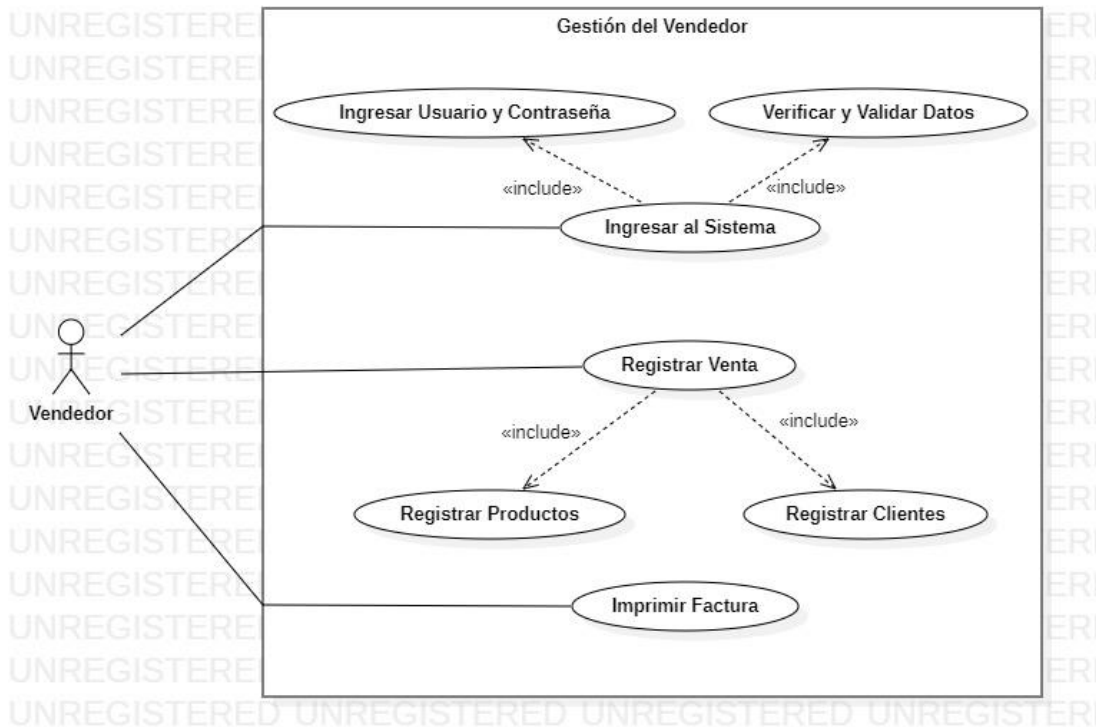 Gestión del Vendedor
Ingresar Usuario y Contraseña
Verificar y Validar Datos
«include»
«include»
Ingresar al Sistema
Registrar Venta
Vendedor
«include»
«include»
Registrar Productos
Registrar Clientes
Imprimir Factura
UNREGISTERED UNREGISTERED UNREGISTERED UNREGISTERED